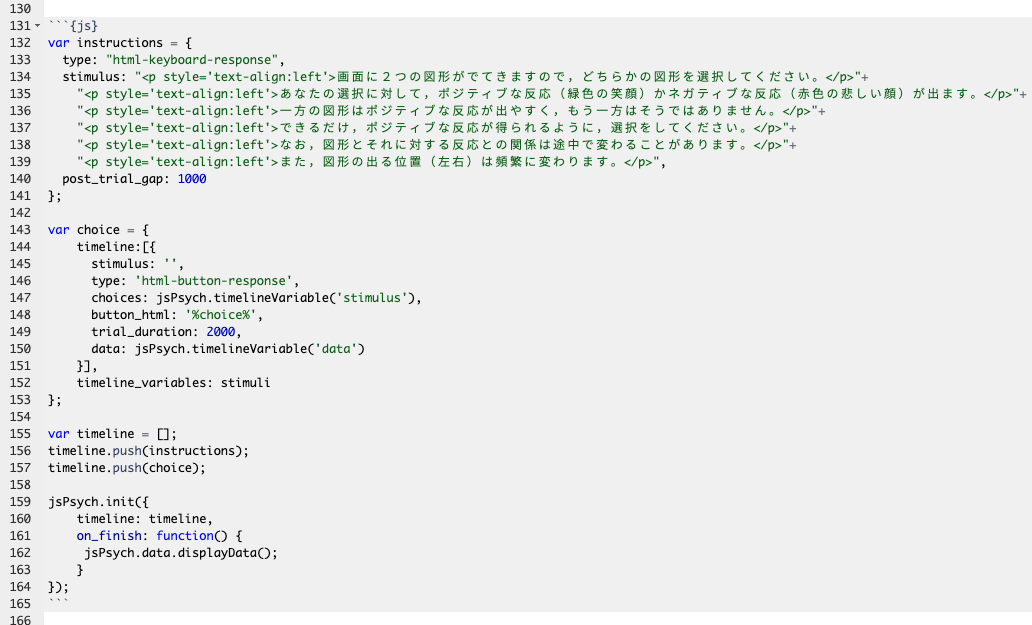 130
131 ```{js}
132 var instructions = {
133   type: "html-keyboard-response",
134   stimulus: "<p style='text-align:left'>画面に２つの図形がでてきますので，どちらかの図形を選択してください。</p>"+
135     "<p style='text-align:left'>あなたの選択に対して，ポジティブな反応（緑色の笑顔）かネガティブな反応（赤色の悲しい顔）が出ます。</p>"+
136     "<p style='text-align:left'>一方の図形はポジティブな反応が出やすく，もう一方はそうではありません。</p>"+
137     "<p style='text-align:left'>できるだけ，ポジティブな反応が得られるように，選択をしてください。</p>"+
138     "<p style='text-align:left'>なお，図形とそれに対する反応との関係は途中で変わることがあります。</p>"+
139     "<p style='text-align:left'>また，図形の出る位置（左右）は頻繁に変わります。</p>",
140   post_trial_gap: 1000
141 };
142
143 var choice = {
144     timeline:[{
145       stimulus: '',
146       type: 'html-button-response',
147       choices: jsPsych.timelineVariable('stimulus'),
148       button_html: '%choice%',
149       trial_duration: 2000,
150       data: jsPsych.timelineVariable('data')
151     }],
152     timeline_variables: stimuli
153 };
154
155 var timeline = [];
156 timeline.push(instructions);
157 timeline.push(choice);
158
159 jsPsych.init({
160     timeline: timeline,
161     on_finish: function() {
162      jsPsych.data.displayData();
163     }
164 });
165 ```
166